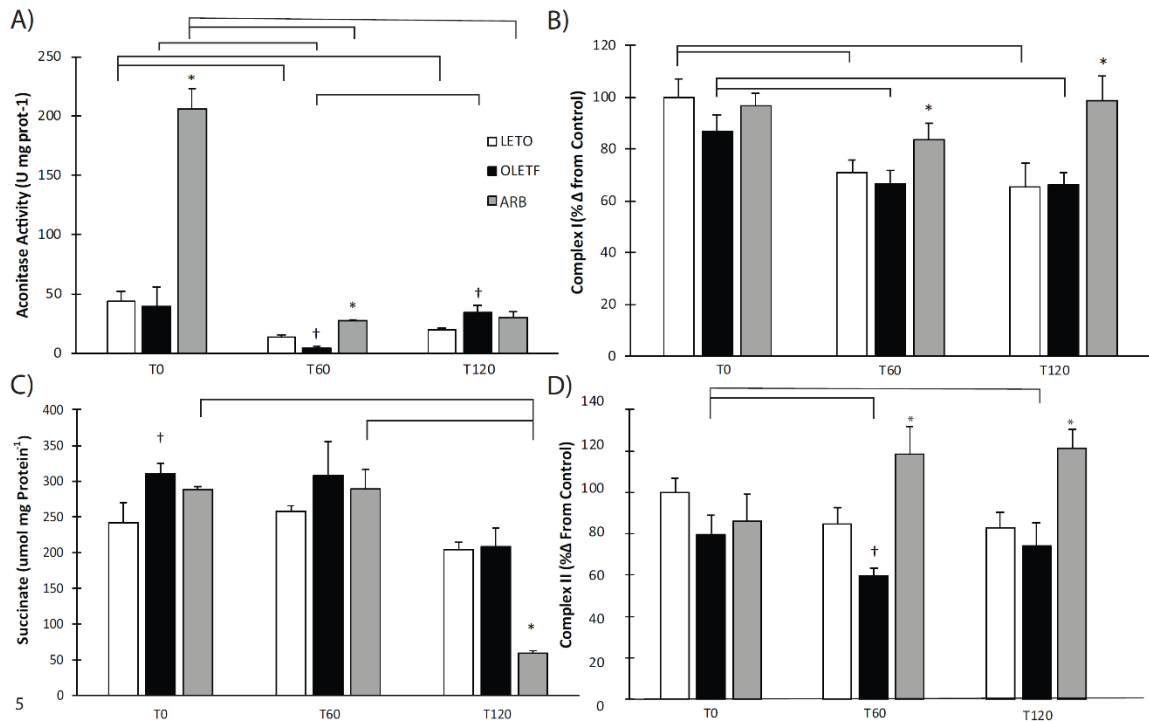 A)
250
200
150
100
50
0
Aconitase Activity (U mg prot-1)
*
†
*
†
LETO
OLETF
ARB
T0
T60
T120
B)
120
100
80
60
40
20
0
Complex I(% Δ from Control)
*
*
T0
T60
T120
C)
400
350
300
250
200
150
100
50
0
Succinate (umol mg Protein-1)
†
*
T0
T60
T120
5
D)
140
120
100
80
60
40
20
0
Complex II (%Δ From Control)
†
*
*
T0
T60
T120